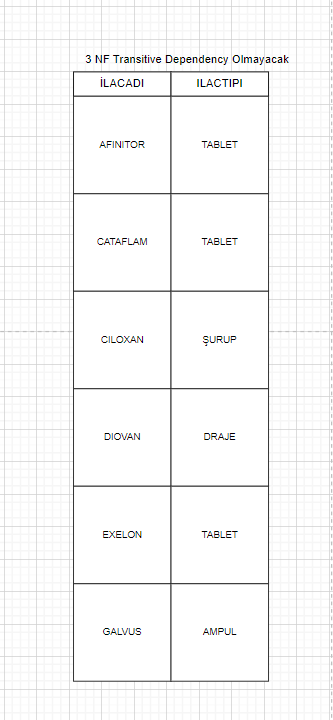 3 NF Transitive Dependency Olmayacak
İLACADI ILACTIPI
AFINITOR TABLET
CATAFLAM TABLET
CILOXAN ŞURUP
DIOVAN DRAJE
EXELON TABLET
GALVUS AMPUL